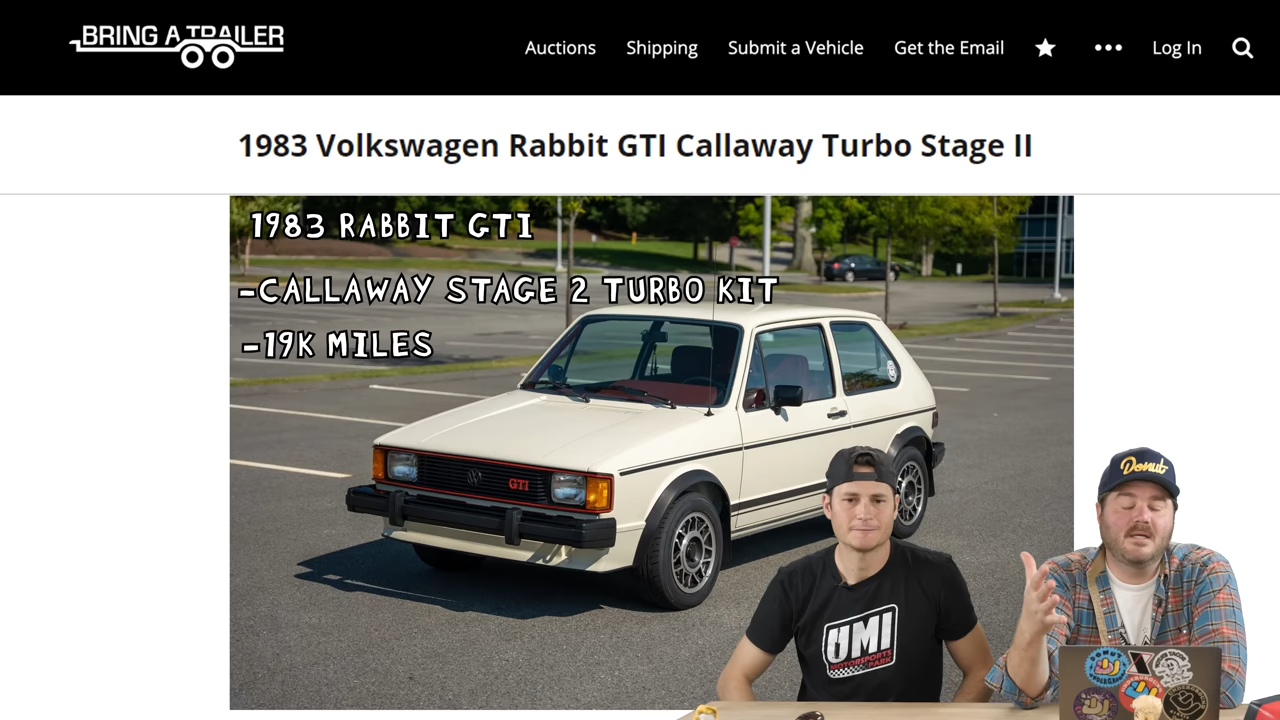 BRING A TRAILER
Auctions
Shipping
Submit a Vehicle
Get the Email
Log In
1983 Volkswagen Rabbit GTI Callaway Turbo Stage II
1983 RABBIT GTI
-CALLAWAY STAGE 2 TURBO KIT
-19K MILES
GTI
Donut
UMI
MOTORSPORTS
PARK